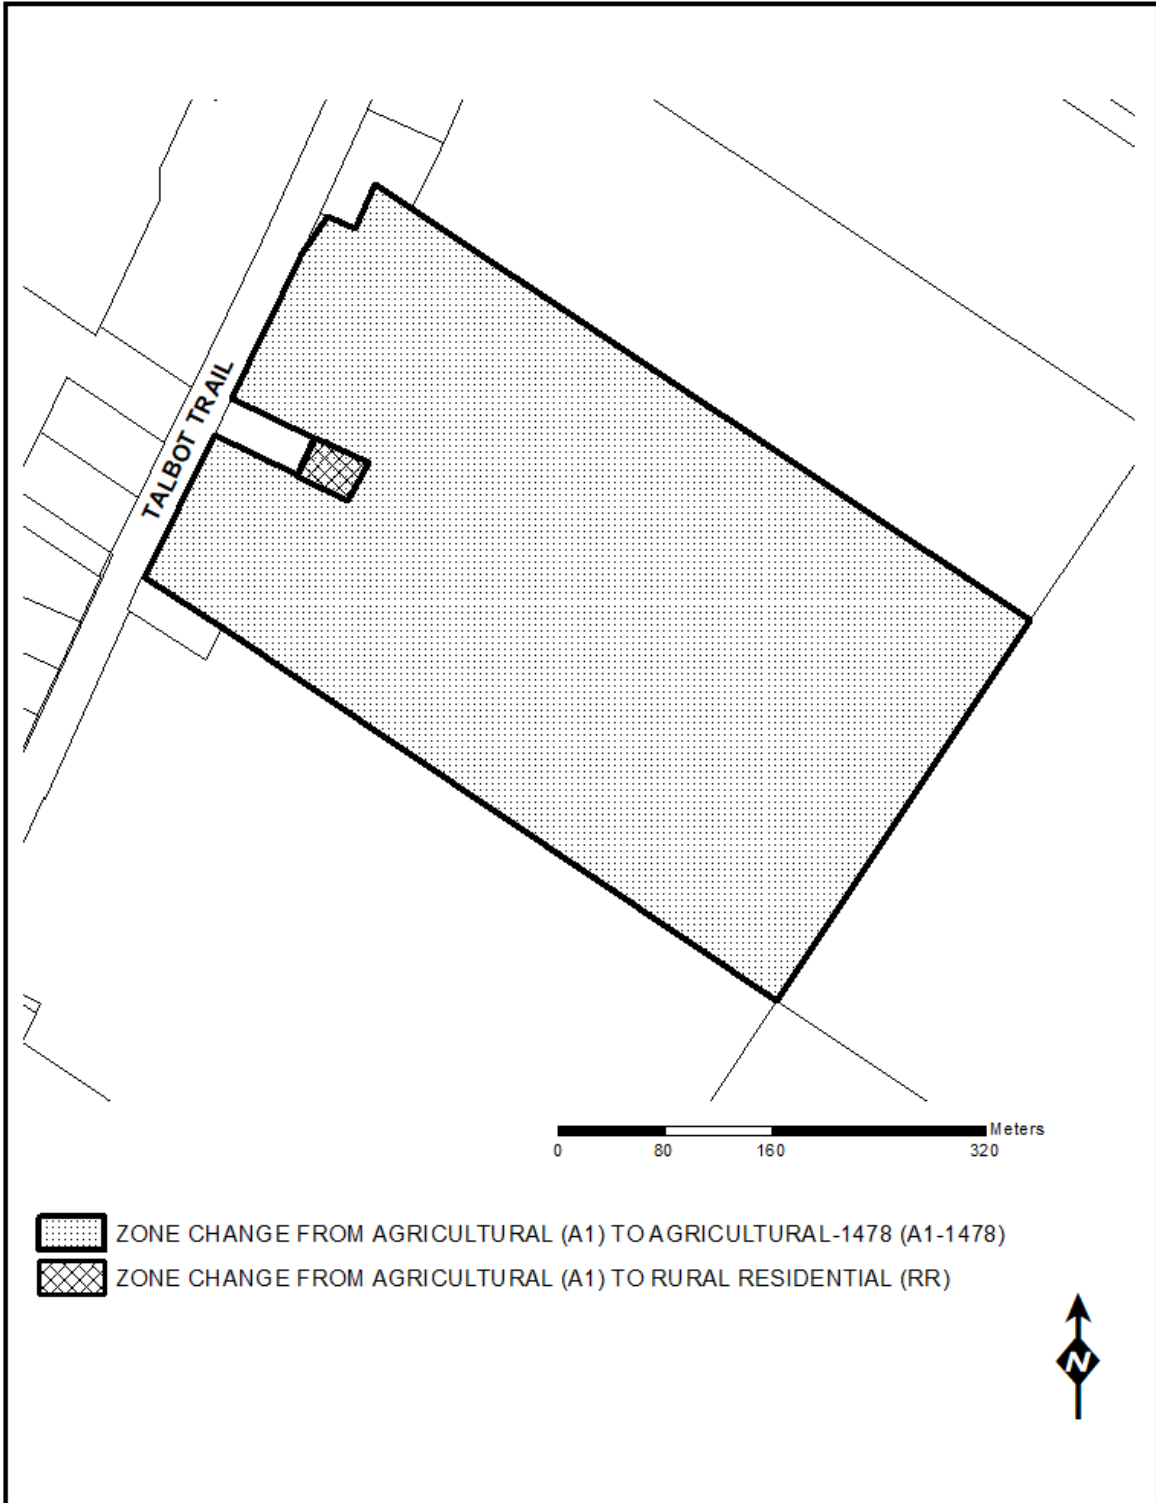 TALBOT TRAIL
Meters
0 80 160 320
ZONE CHANGE FROM AGRICULTURAL (A1) TO AGRICULTURAL-1478 (A1-1478)
ZONE CHANGE FROM AGRICULTURAL (A1) TO RURAL RESIDENTIAL (RR)
N